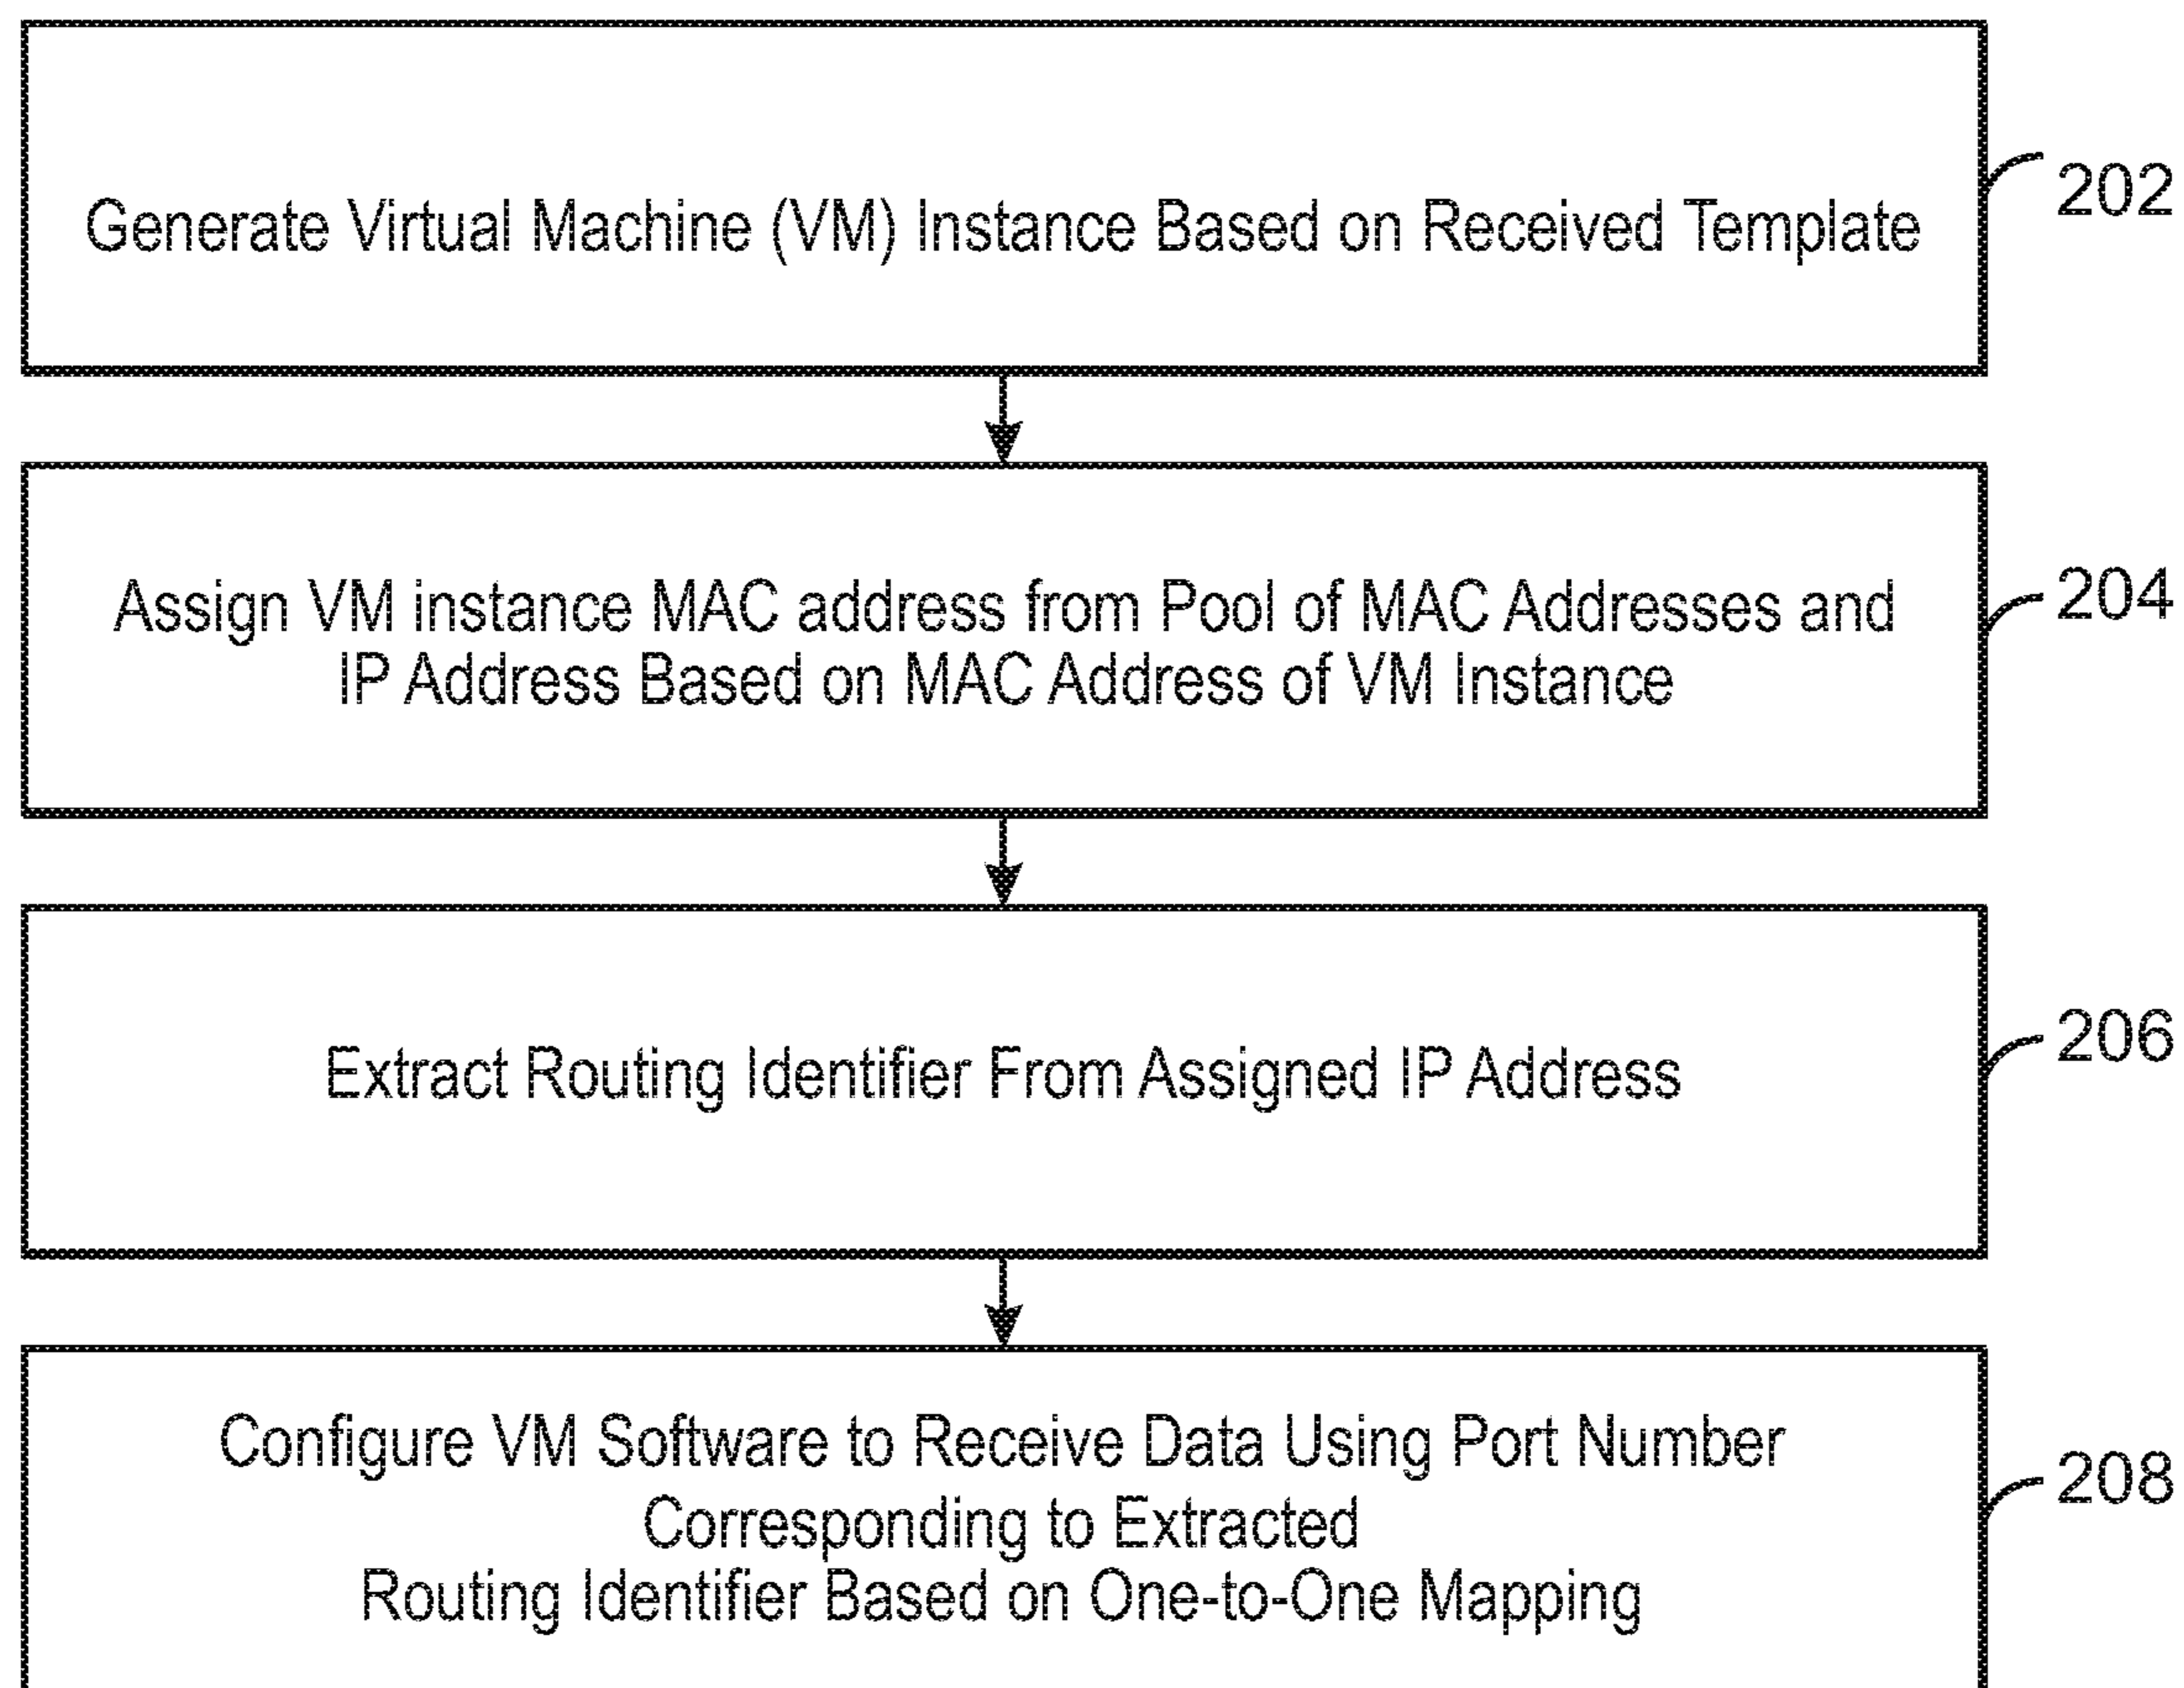 Generate Virtual Machine (VM) Instance Based on Received Template
202
Assign VM instance MAC address from Pool of MAC Addresses and
IP Address Based on MAC Address of VM Instance
204
Extract Routing Identifier From Assigned IP Address
206
Configure VM Software to Receive Data Using Port Number
Corresponding to Extracted
Routing Identifier Based on One-to-One Mapping
208